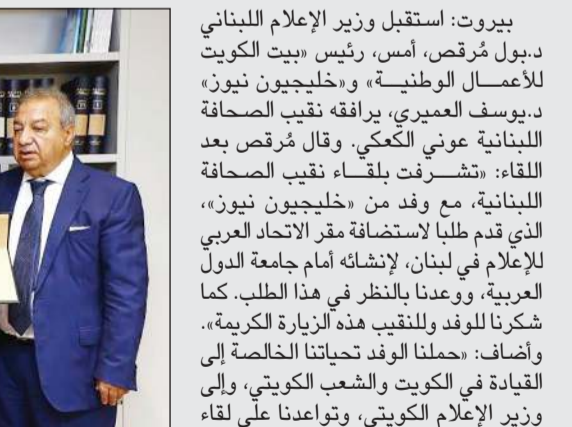 بيروت: استقبل وزير الإعلام اللبناني
د.بول مُرقص، أمس، رئيس «بيت الكويت
للأعمـــال الوطنيـــة» و«خليجيون نيوز»
د.يوسف العميري، يرافقه نقيب الصحافة
اللبنانية عوني الكعكي. وقال مُرقص بعد
اللقاء: «تشـــرفت بلقـــاء نقيب الصحافة
اللبنانية، مع وفد من «خليجيون نيوز»،
الذي قدم طلبا لاستضافة مقر الاتحاد العربي
للإعلام في لبنان، لإنشائه أمام جامعة الدول
العربية، ووعدنا بالنظر في هذا الطلب. كما
شكرنا للوفد وللنقيب هذه الزيارة الكريمة».
وأضاف: «حملنا الوفد تحياتنا الخالصة إلى
القيادة في الكويت والشعب الكويتي، وإلى
وزير الإعلام الكويتي، وتواعدنا على لقاء